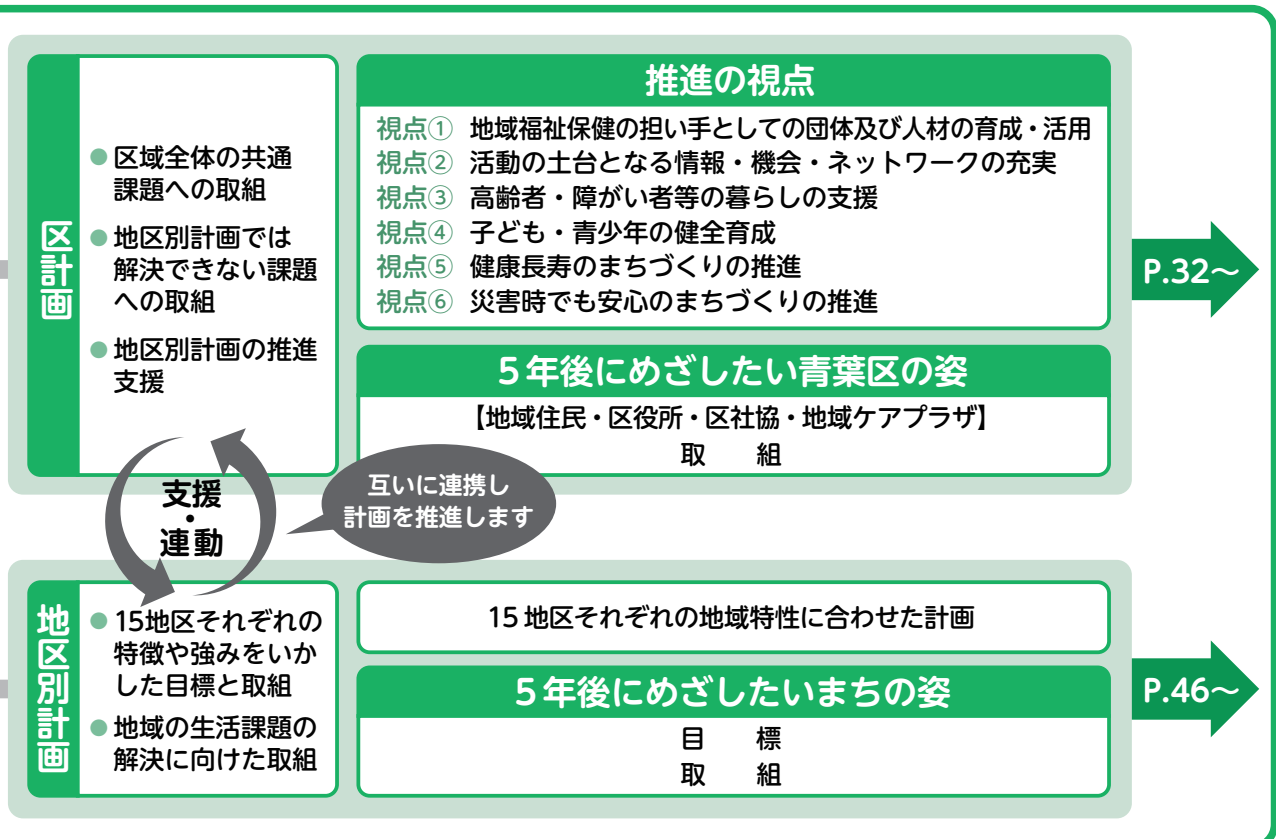 区計画
● 区域全体の共通
課題への取組
● 地区別計画では
解決できない課題
への取組
● 地区別計画の推進
支援
推進の視点
視点① 地域福祉保健の担い手としての団体及び人材の育成・活用
視点② 活動の土台となる情報・機会・ネットワークの充実
視点③ 高齢者・障がい者等の暮らしの支援
視点④ 子ども・青少年の健全育成
視点⑤ 健康長寿のまちづくりの推進
視点⑥ 災害時でも安心のまちづくりの推進
5年後にめざしたい青葉区の姿
【地域住民・区役所・区社協・地域ケアプラザ】
取 組
P.32～
支援
・
連動
互いに連携し
計画を推進します
地区別計画
● 15地区それぞれの
特徴や強みをいか
した目標と取組
● 地域の生活課題の
解決に向けた取組
15地区それぞれの地域特性に合わせた計画
5年後にめざしたいまちの姿
目 標
取 組
P.46～